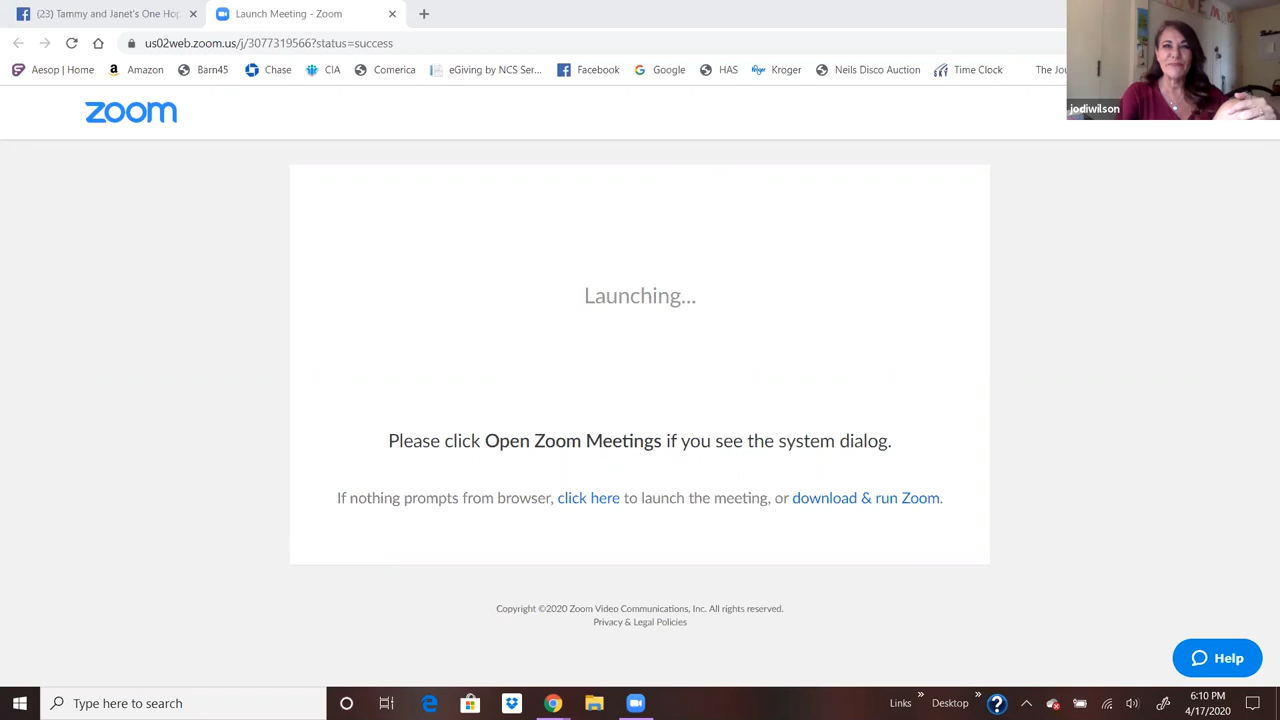 (23) Tammy and Janet's One Hop
Launch Meeting - Zoom
us02web.zoom.us/j/3077319566?status=success
Aesop | Home
Amazon
Barn45
Chase
CIA
Comerica
eGiving by NCS Ser...
Facebook
Google
HAS
Kroger
Neils Disco Auction
Time Clock
The Jou
jodiwilson
zoom
Launching...
Please click Open Zoom Meetings if you see the system dialog.
If nothing prompts from browser, click here to launch the meeting, or download & run Zoom.
Copyright ©2020 Zoom Video Communications, Inc. All rights reserved.
Privacy & Legal Policies
Help
Type here to search
Links
Desktop
6:10 PM
4/17/2020